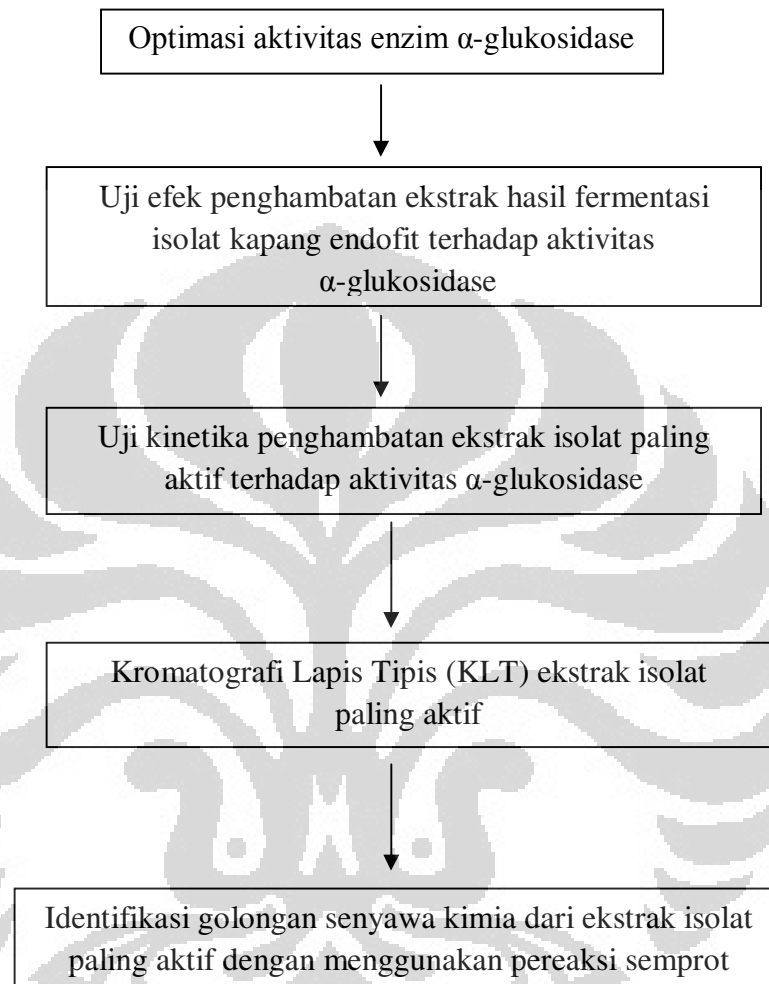 Optimasi aktivitas enzim α-glukosidase
Uji efek penghambatan ekstrak hasil fermentasi
isolat kapang endofit terhadap aktivitas
α-glukosidase
Uji kinetika penghambatan ekstrak isolat paling
aktif terhadap aktivitas α-glukosidase
Kromatografi Lapis Tipis (KLT) ekstrak isolat
paling aktif
Identifikasi golongan senyawa kimia dari ekstrak isolat
paling aktif dengan menggunakan pereaksi semprot